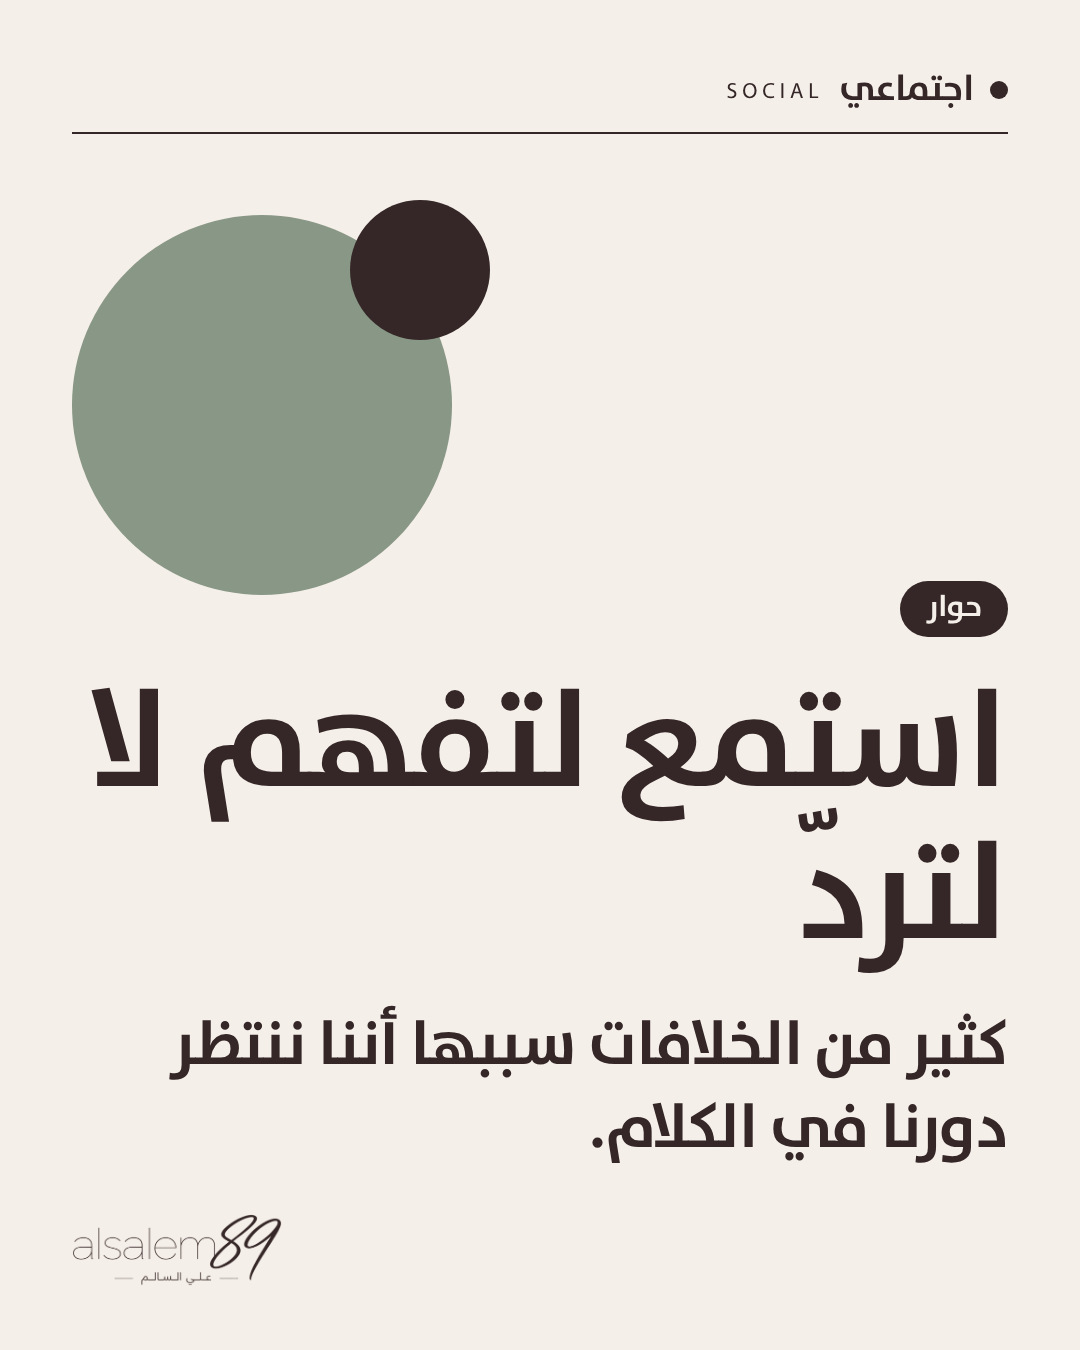 اجتماعي SOCIAL
حوار
استمع لتفهم لا
لتردّ
كثير من الخلافات سببها أننا ننتظر
دورنا في الكلام.
alsalem89
علي السالم